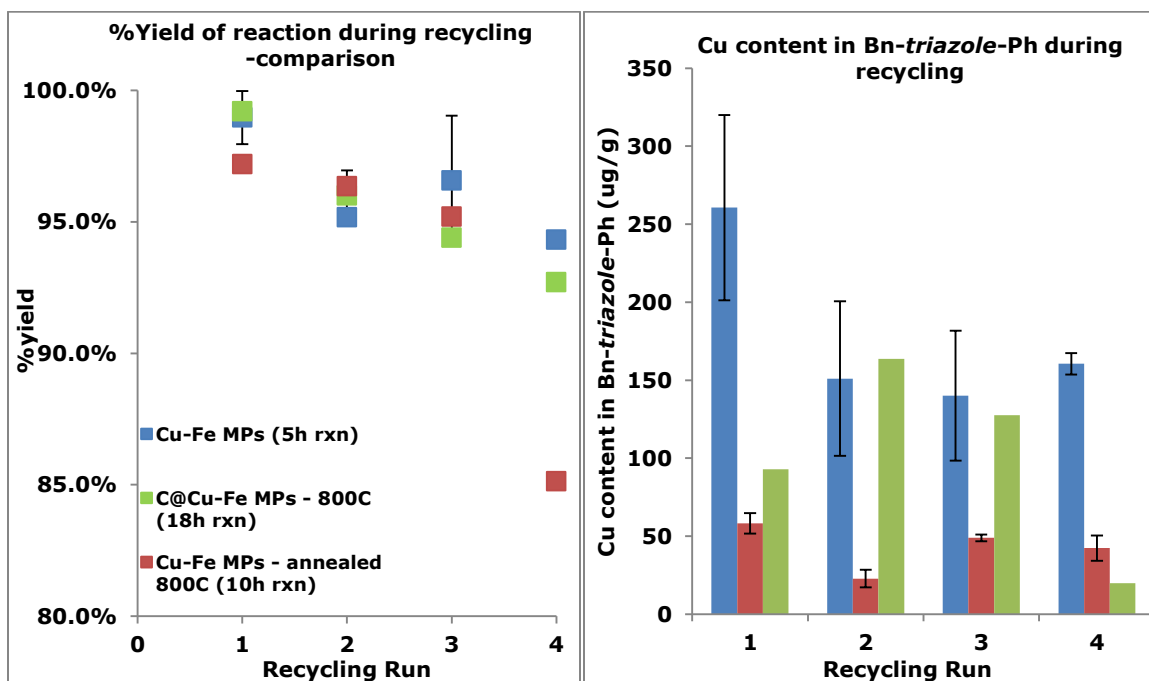 %Yield of reaction during recycling
-comparison
100.0%
95.0%
90.0%
85.0%
80.0%
%yield
Cu-Fe MPs (5h rxn)
C@Cu-Fe MPs - 800C
(18h rxn)
Cu-Fe MPs - annealed
800C (10h rxn)
0 1 2 3 4
Recycling Run
Cu content in Bn-triazole-Ph during
recycling
350
300
250
200
150
100
50
0
Cu content in Bn-triazole-Ph (ug/g)
1 2 3 4
Recycling Run